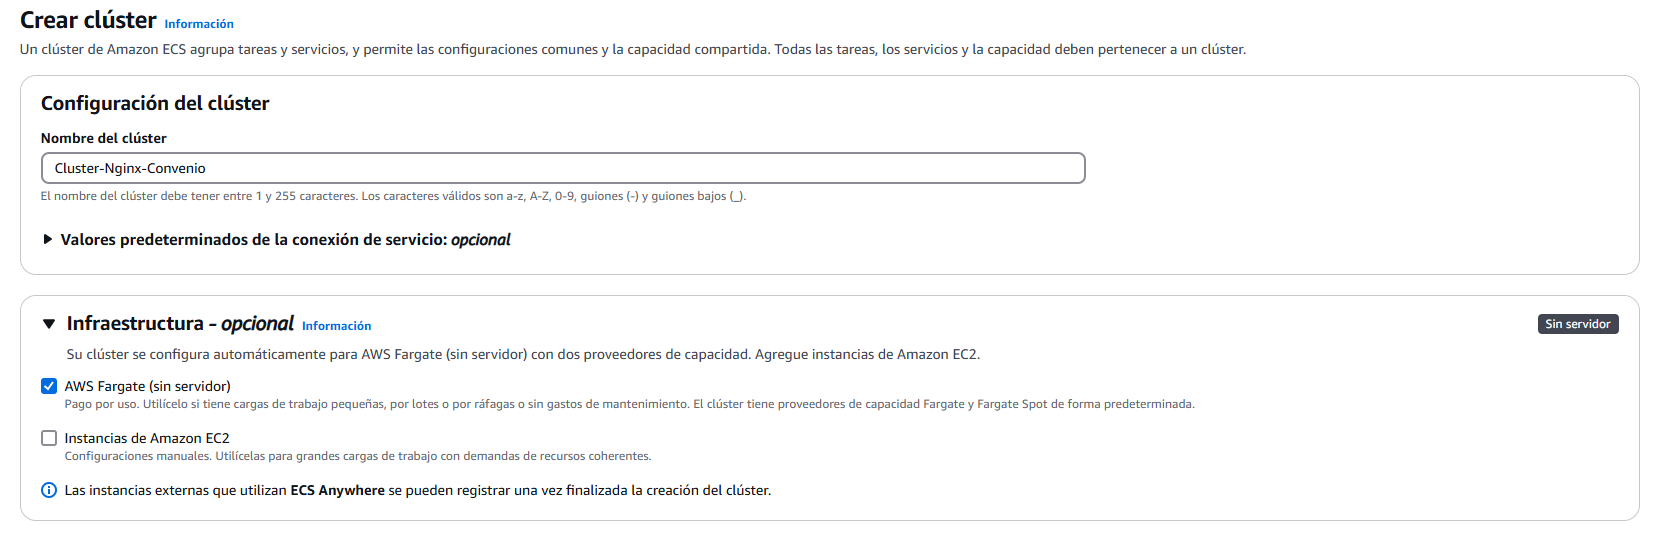 Crear clúster Información
Un clúster de Amazon ECS agrupa tareas y servicios, y permite las configuraciones comunes y la capacidad compartida. Todas las tareas, los servicios y la capacidad deben pertenecer a un clúster.
Configuración del clúster
Nombre del clúster
Cluster-Nginx-Convenio
El nombre del clúster debe tener entre 1 y 255 caracteres. Los caracteres válidos son a-z, A-Z, 0-9, guiones (-) y guiones bajos (_).
Valores predeterminados de la conexión de servicio: opcional
Infraestructura - opcional Información
Sin servidor
Su clúster se configura automáticamente para AWS Fargate (sin servidor) con dos proveedores de capacidad. Agregue instancias de Amazon EC2.
AWS Fargate (sin servidor)
Pago por uso. Utilícelo si tiene cargas de trabajo pequeñas, por lotes o por ráfagas o sin gastos de mantenimiento. El clúster tiene proveedores de capacidad Fargate y Fargate Spot de forma predeterminada.
Instancias de Amazon EC2
Configuraciones manuales. Utilícelas para grandes cargas de trabajo con demandas de recursos coherentes.
Las instancias externas que utilizan ECS Anywhere se pueden registrar una vez finalizada la creación del clúster.